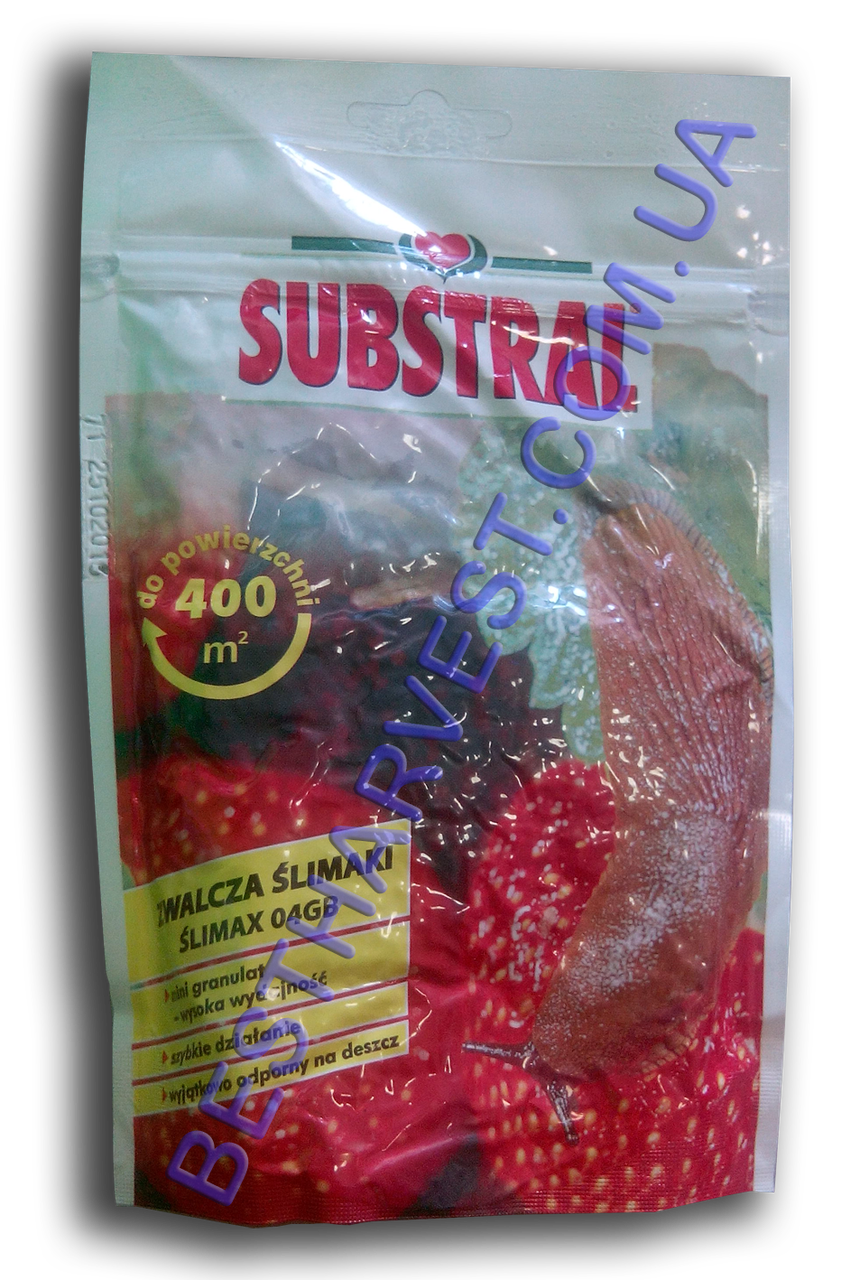 SUBSTRAL
do powierzchni
400
m²
ZWALCZA ŚLIMAKI
ŚLIMAX 04GB
mini granulat
-wysoka wydajność
szybkie działanie
wyjątkowo odporny na deszcz
BESTHARVEST.COM.UA